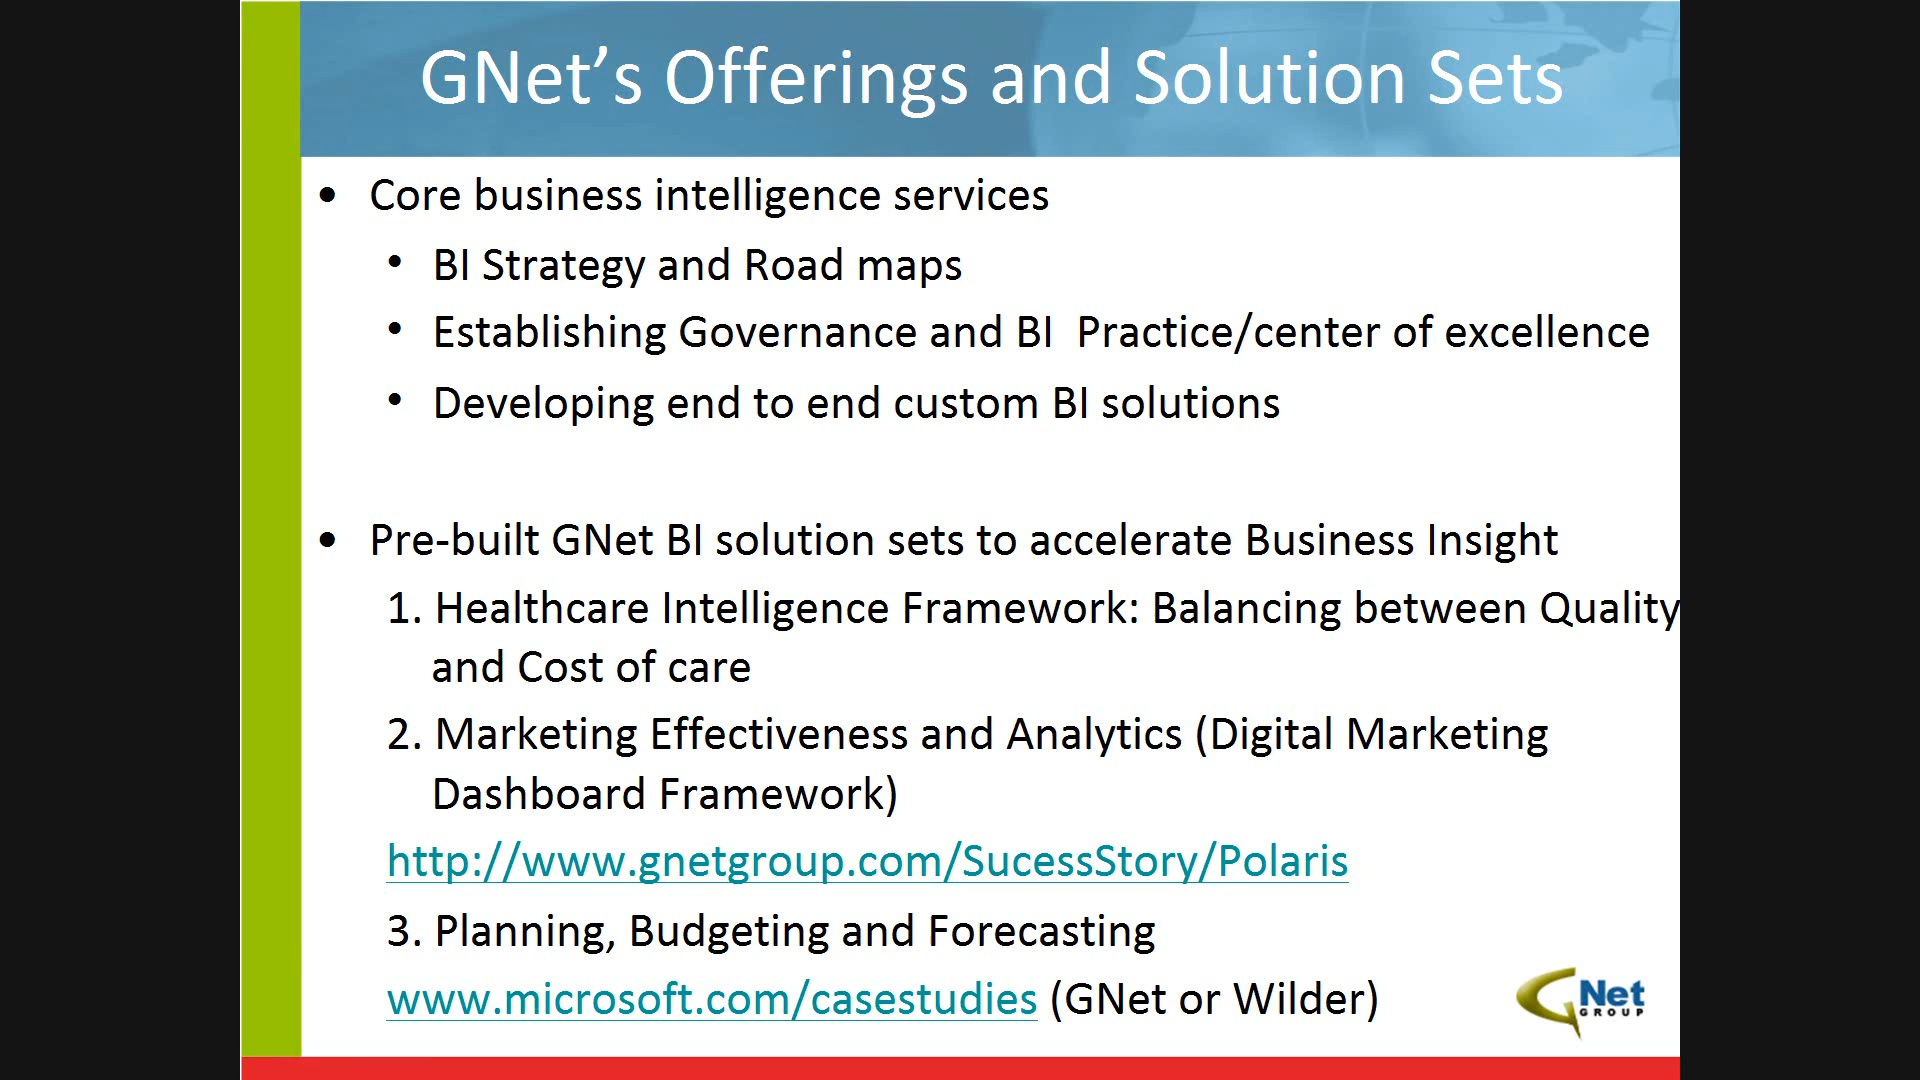 GNet’s Offerings and Solution Sets
• Core business intelligence services
• BI Strategy and Road maps
• Establishing Governance and BI  Practice/center of excellence
• Developing end to end custom BI solutions
• Pre-built GNet BI solution sets to accelerate Business Insight
1. Healthcare Intelligence Framework: Balancing between Quality
and Cost of care
2. Marketing Effectiveness and Analytics (Digital Marketing
Dashboard Framework)
http://www.gnetgroup.com/SucessStory/Polaris
3. Planning, Budgeting and Forecasting
www.microsoft.com/casestudies (GNet or Wilder)
GNet
GROUP